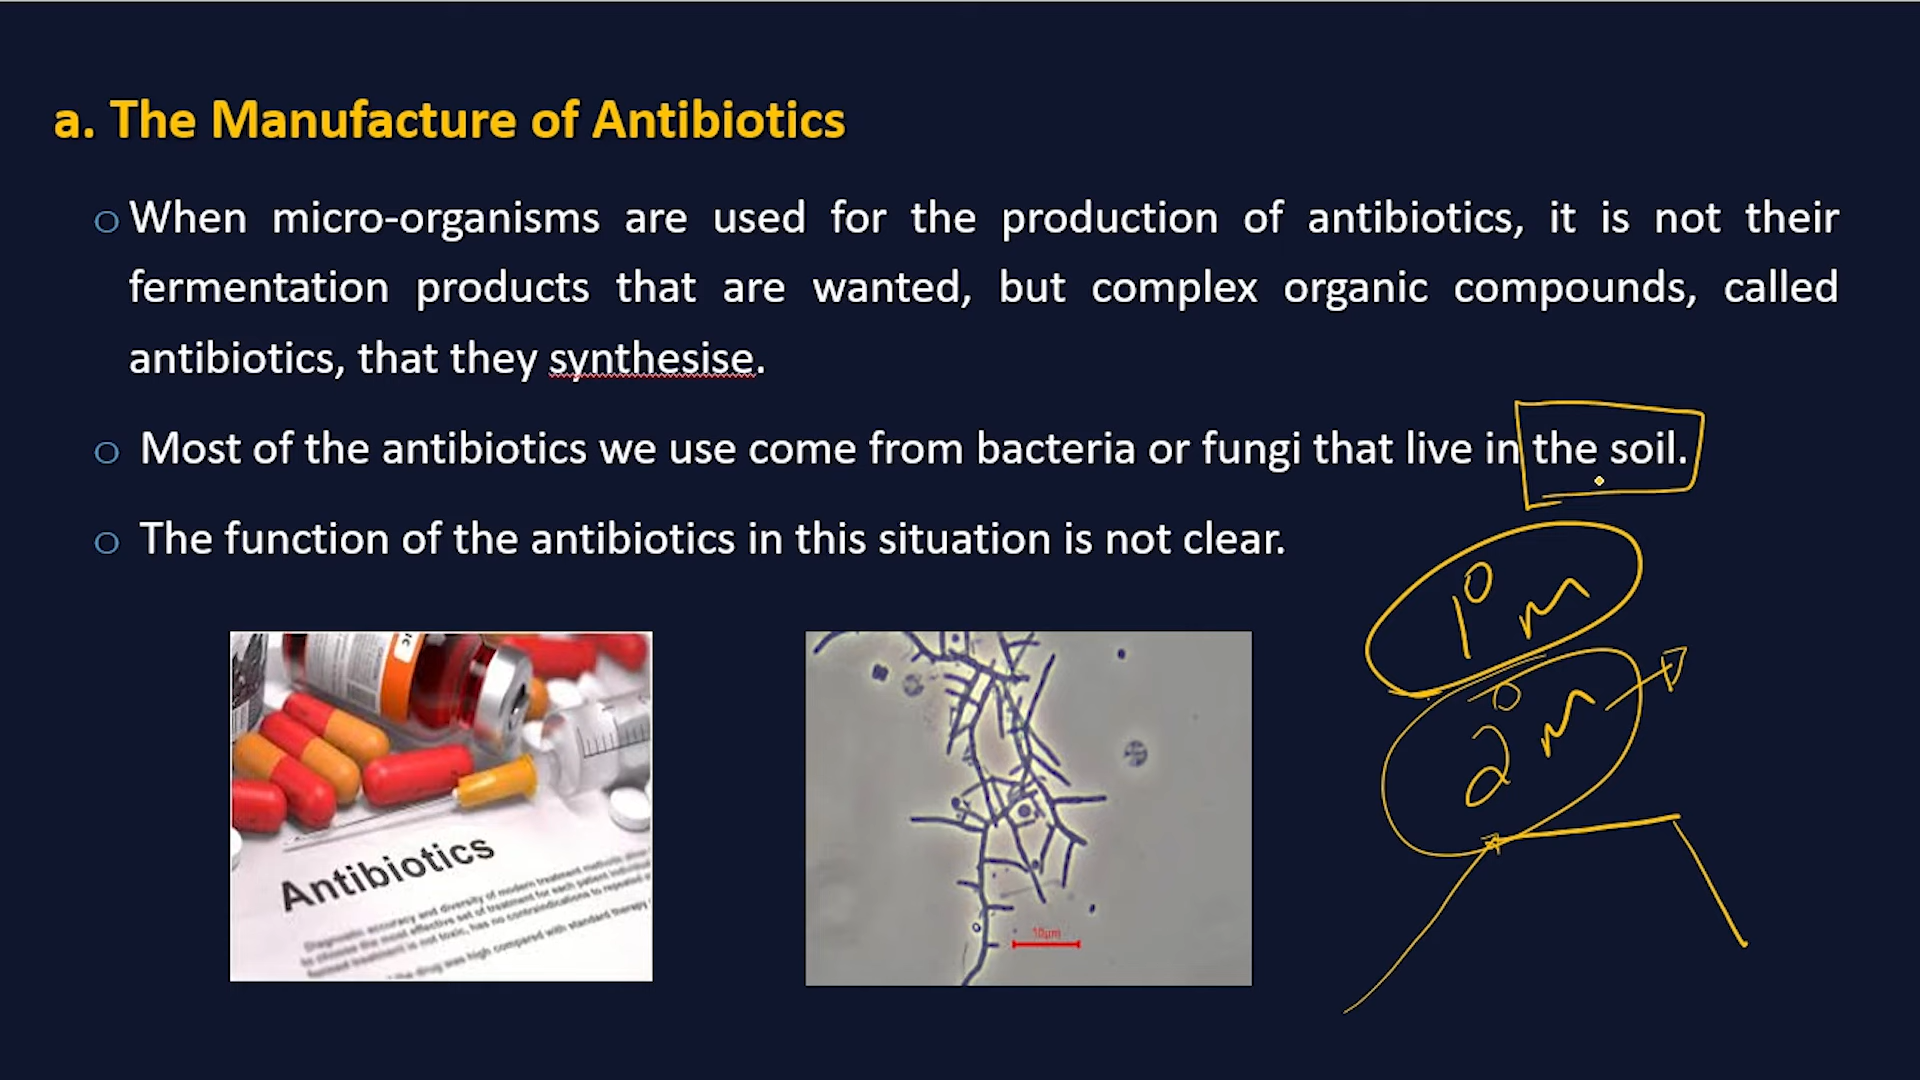 a. The Manufacture of Antibiotics
When micro-organisms are used for the production of antibiotics, it is not their
fermentation products that are wanted, but complex organic compounds, called
antibiotics, that they synthesise.
Most of the antibiotics we use come from bacteria or fungi that live in the soil.
The function of the antibiotics in this situation is not clear.
1° m
2° m
Antibiotics
10µm